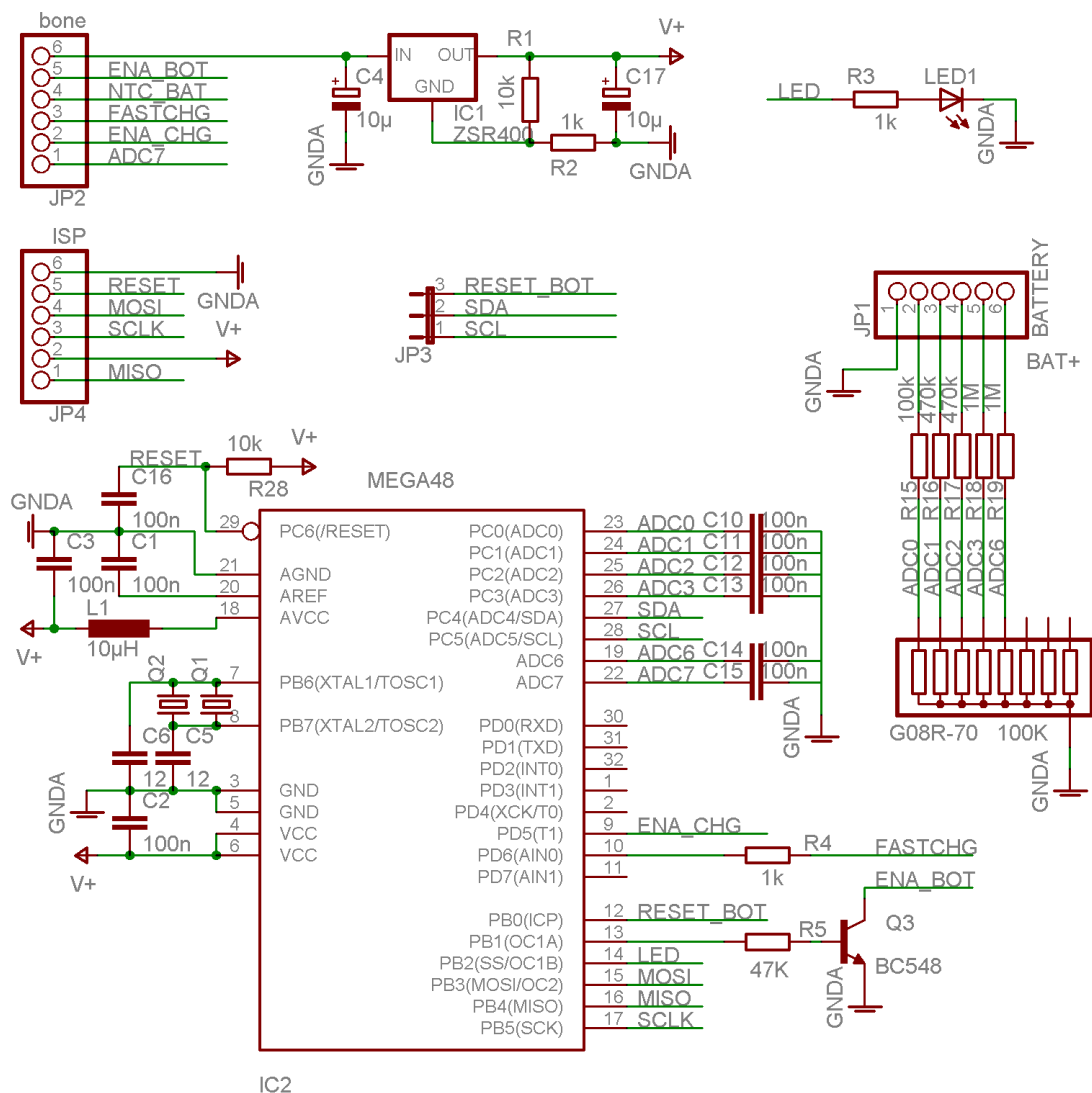 bone
6
5 ENA_BOT
4 NTC_BAT
3 FASTCHG
2 ENA_CHG
1 ADC7
JP2
GNDA
C4
+
10µ
IN OUT
GND
IC1
ZSR400
R1
10k
1k
R2
V+
C17
+
10µ
GNDA
LED
R3
1k
LED1
GNDA
ISP
6
5 RESET
4 MOSI
3 SCLK
2
1 MISO
JP4
GNDA
V+
3 RESET_BOT
2 SDA
1 SCL
JP3
JP1
1 2 3 4 5 6
BATTERY
BAT+
GNDA
100k 470k 470k 1M 1M
R15 R16 R17 R18 R19
ADC0 ADC1 ADC2 ADC3 ADC6
G08R-70 100K
GNDA
RESET
10k
R28
V+
C16
100n
GNDA
C3
100n
C1
100n
L1
10µH
V+
Q2 Q1
C6 C5
12 12
GNDA
C2
100n
V+
MEGA48
29 PC6(/RESET)
21 AGND
20 AREF
18 AVCC
7 PB6(XTAL1/TOSC1)
8 PB7(XTAL2/TOSC2)
3 GND
5 GND
4 VCC
6 VCC
PC0(ADC0) 23 ADC0 C10 100n
PC1(ADC1) 24 ADC1 C11 100n
PC2(ADC2) 25 ADC2 C12 100n
PC3(ADC3) 26 ADC3 C13 100n
PC4(ADC4/SDA) 27 SDA
PC5(ADC5/SCL) 28 SCL
ADC6 19 ADC6 C14 100n
ADC7 22 ADC7 C15 100n
GNDA
PD0(RXD) 30
PD1(TXD) 31
PD2(INT0) 32
PD3(INT1) 1
PD4(XCK/T0) 2
PD5(T1) 9 ENA_CHG
PD6(AIN0) 10 R4 1k FASTCHG
PD7(AIN1) 11
ENA_BOT
PB0(ICP) 12 RESET_BOT
PB1(OC1A) 13 R5 47K
Q3
BC548
GNDA
PB2(SS/OC1B) 14 LED
PB3(MOSI/OC2) 15 MOSI
PB4(MISO) 16 MISO
PB5(SCK) 17 SCLK
IC2